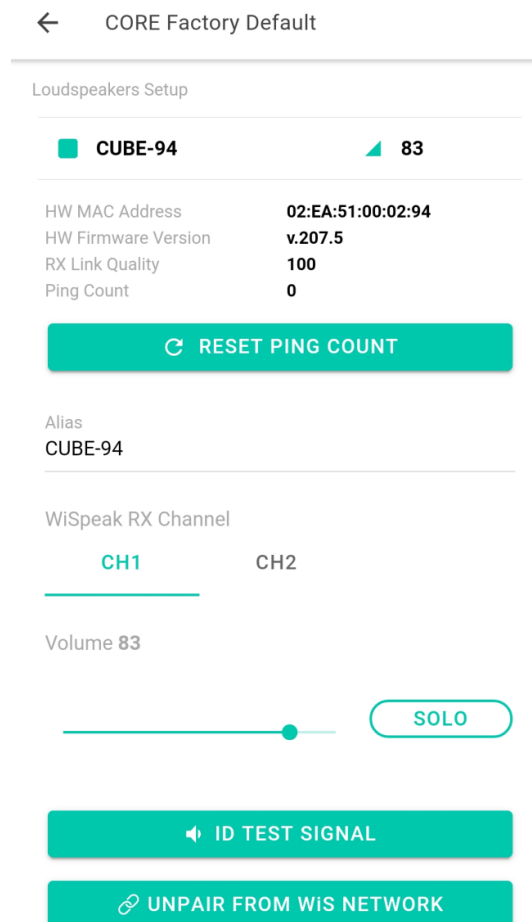 CORE Factory Default
Loudspeakers Setup
CUBE-94 83
HW MAC Address 02:EA:51:00:02:94
HW Firmware Version v.207.5
RX Link Quality 100
Ping Count 0
RESET PING COUNT
Alias
CUBE-94
WiSpeak RX Channel
CH1 CH2
Volume 83
SOLO
ID TEST SIGNAL
UNPAIR FROM WiS NETWORK